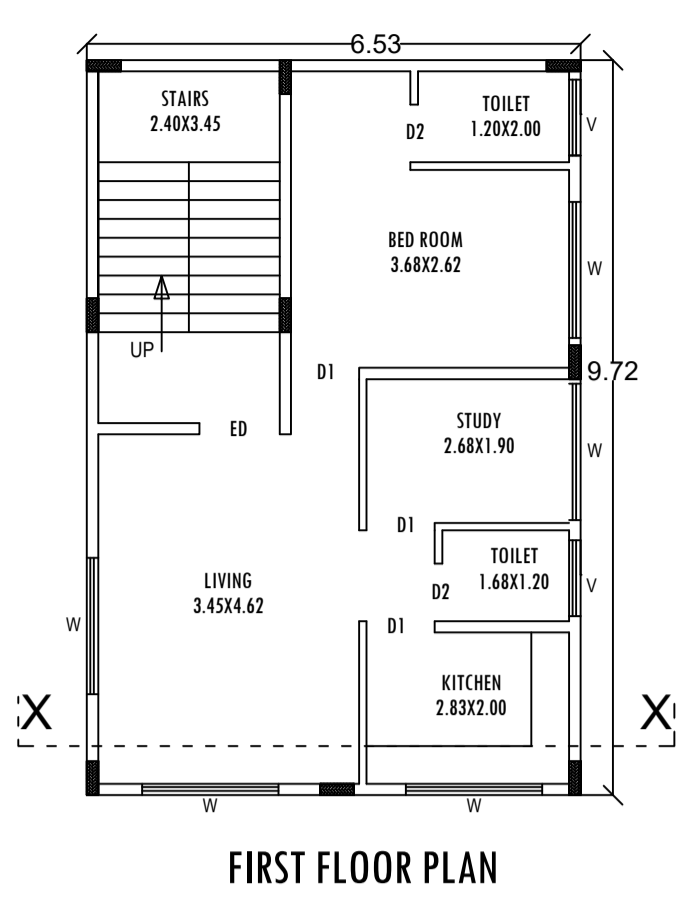 6.53
STAIRS
2.40X3.45
TOILET
1.20X2.00
V
D2
BED ROOM
3.68X2.62
W
UP
D1
9.72
ED
STUDY
2.68X1.90
W
D1
TOILET
1.68X1.20
V
D2
LIVING
3.45X4.62
W
D1
KITCHEN
2.83X2.00
X
X
W
W
FIRST FLOOR PLAN